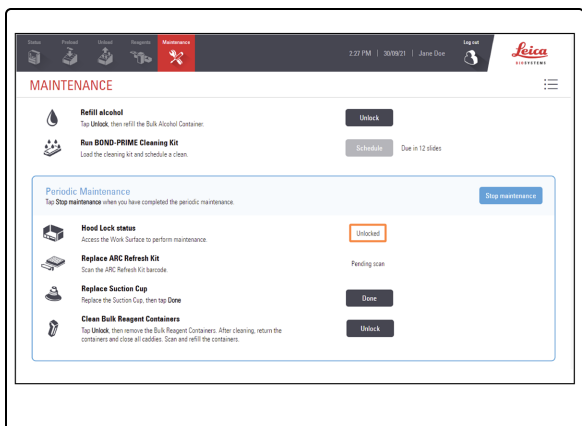 Status Preload Unload Reagents Maintenance
2:27 PM | 30/09/21 | Jane Doe
Log out
Leica
BIOSYSTEMS
MAINTENANCE
Refill alcohol
Tap Unlock, then refill the Bulk Alcohol Container.
Unlock
Run BOND-PRIME Cleaning Kit
Load the cleaning kit and schedule a clean.
Schedule
Due in 12 slides
Periodic Maintenance
Tap Stop maintenance when you have completed the periodic maintenance.
Stop maintenance
Hood Lock status
Access the Work Surface to perform maintenance.
Unlocked
Replace ARC Refresh Kit
Scan the ARC Refresh Kit barcode.
Pending scan
Replace Suction Cup
Replace the Suction Cup, then tap Done
Done
Clean Bulk Reagent Containers
Tap Unlock, then remove the Bulk Reagent Containers. After cleaning, return the
containers and close all caddies. Scan and refill the containers.
Unlock